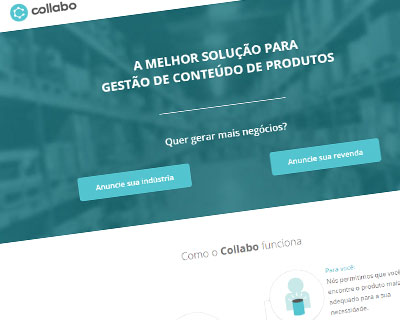 collabo
A MELHOR SOLUÇÃO PARA
GESTÃO DE CONTEÚDO DE PRODUTOS
Quer gerar mais negócios?
Anuncie sua indústria
Anuncie sua revenda
Como o Collabo funciona
Para você:
Nós permitimos que você
encontre o produto mais
adequado para a sua
necessidade.